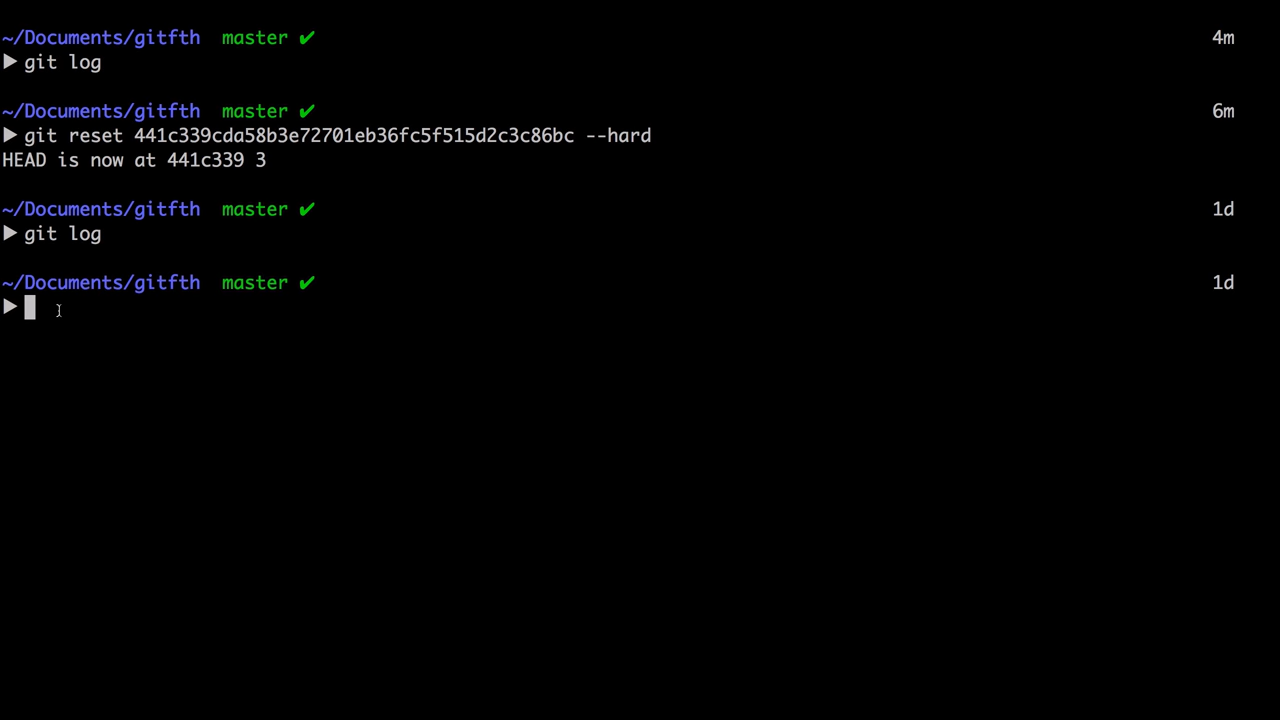 ~/Documents/gitfth master ✔ 4m
▶ git log
~/Documents/gitfth master ✔ 6m
▶ git reset 441c339cda58b3e72701eb36fc5f515d2c3c86bc --hard
HEAD is now at 441c339 3
~/Documents/gitfth master ✔ 1d
▶ git log
~/Documents/gitfth master ✔ 1d
▶